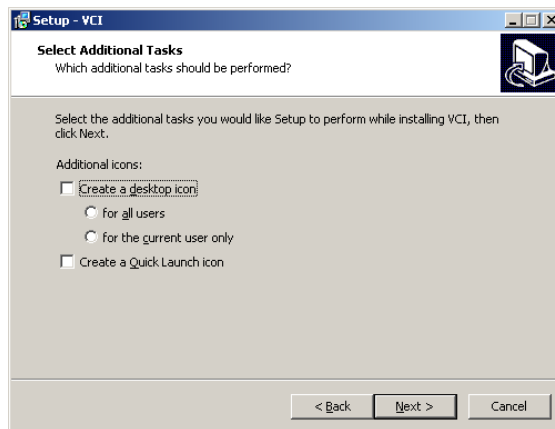 Setup - VCI
Select Additional Tasks
Which additional tasks should be performed?
Select the additional tasks you would like Setup to perform while installing VCI, then
click Next.
Additional icons:
Create a desktop icon
for all users
for the current user only
Create a Quick Launch icon
< Back
Next >
Cancel